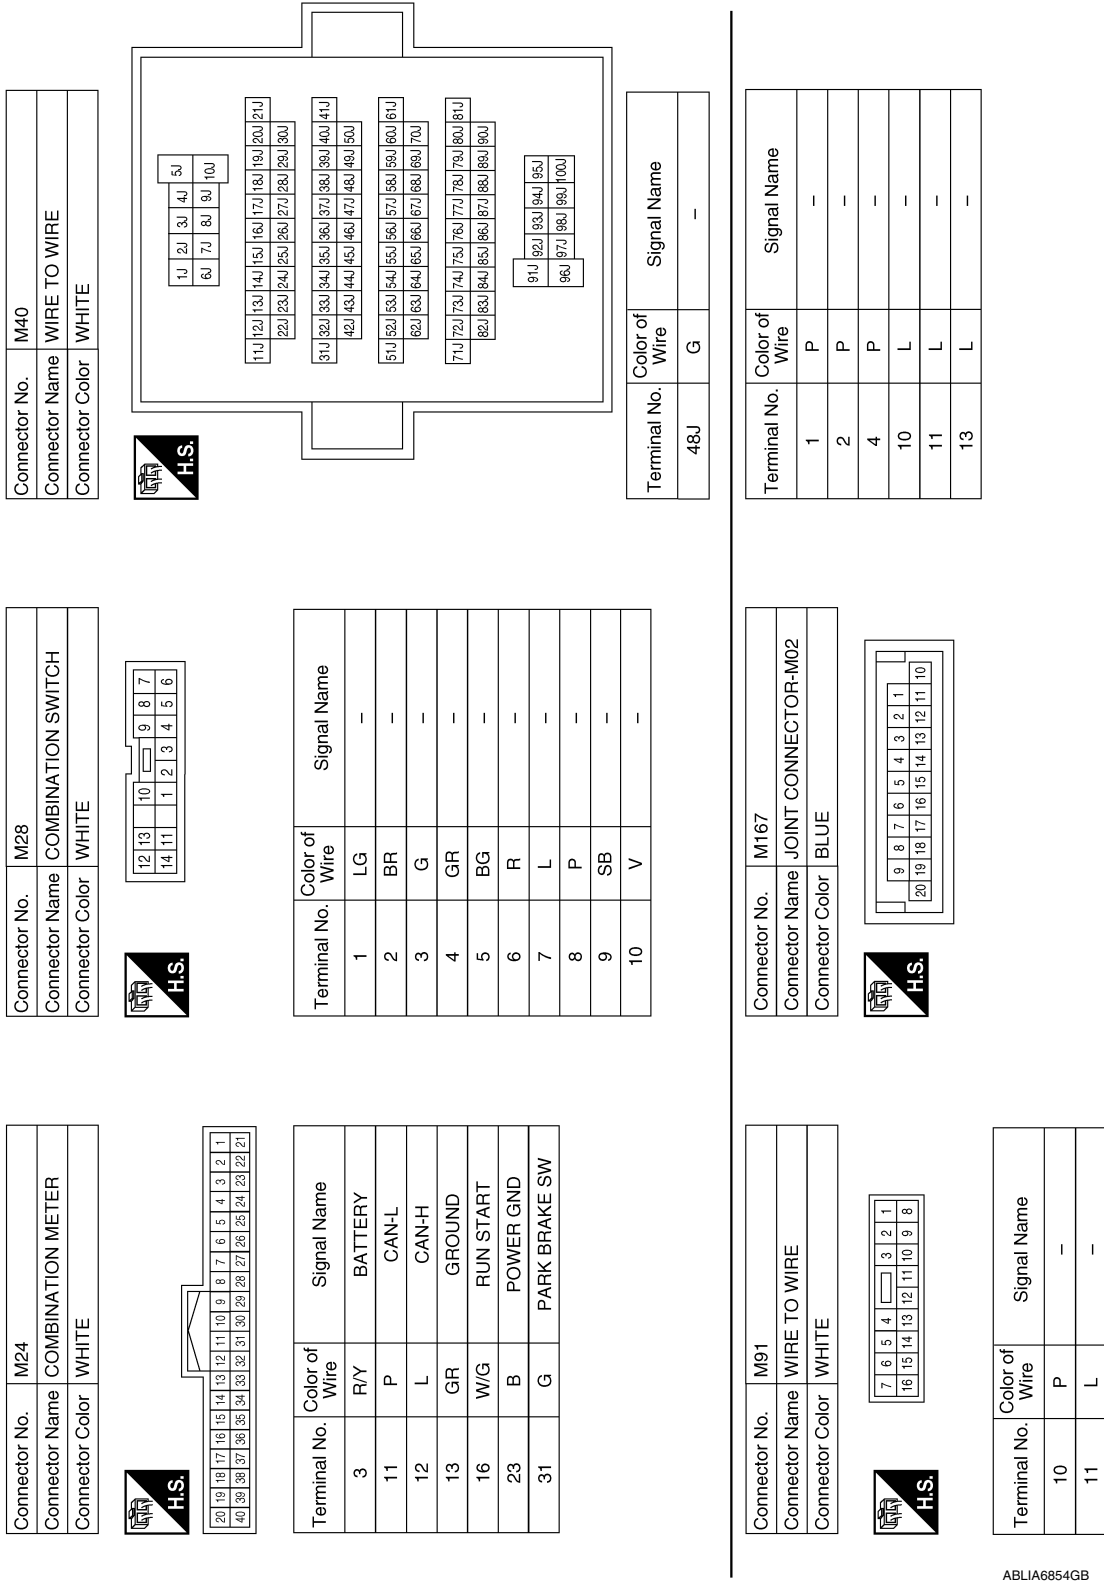 Connector No. M24
Connector Name COMBINATION METER
Connector Color WHITE
H.S.
20 19 18 17 16 15 14 13 12 11 10 9 8 7 6 5 4 3 2 1
40 39 38 37 36 35 34 33 32 31 30 29 28 27 26 25 24 23 22 21
Terminal No. Color of Wire Signal Name
3 R/Y BATTERY
11 P CAN-L
12 L CAN-H
13 GR GROUND
16 W/G RUN START
23 B POWER GND
31 G PARK BRAKE SW
Connector No. M28
Connector Name COMBINATION SWITCH
Connector Color WHITE
H.S.
12 13 10 9 8 7
14 11 1 2 3 4 5 6
Terminal No. Color of Wire Signal Name
1 LG –
2 BR –
3 G –
4 GR –
5 BG –
6 R –
7 L –
8 P –
9 SB –
10 V –
Connector No. M40
Connector Name WIRE TO WIRE
Connector Color WHITE
H.S.
1J 2J 3J 4J 5J
6J 7J 8J 9J 10J
11J 12J 13J 14J 15J 16J 17J 18J 19J 20J 21J
22J 23J 24J 25J 26J 27J 28J 29J 30J
31J 32J 33J 34J 35J 36J 37J 38J 39J 40J 41J
42J 43J 44J 45J 46J 47J 48J 49J 50J
51J 52J 53J 54J 55J 56J 57J 58J 59J 60J 61J
62J 63J 64J 65J 66J 67J 68J 69J 70J
71J 72J 73J 74J 75J 76J 77J 78J 79J 80J 81J
82J 83J 84J 85J 86J 87J 88J 89J 90J
91J 92J 93J 94J 95J
96J 97J 98J 99J 100J
Terminal No. Color of Wire Signal Name
48J G –
Connector No. M91
Connector Name WIRE TO WIRE
Connector Color WHITE
H.S.
7 6 5 4 3 2 1
16 15 14 13 12 11 10 9 8
Terminal No. Color of Wire Signal Name
10 P –
11 L –
Connector No. M167
Connector Name JOINT CONNECTOR-M02
Connector Color BLUE
H.S.
9 8 7 6 5 4 3 2 1
20 19 18 17 16 15 14 13 12 11 10
Terminal No. Color of Wire Signal Name
1 P –
2 P –
4 P –
10 L –
11 L –
13 L –
ABLIA6854GB